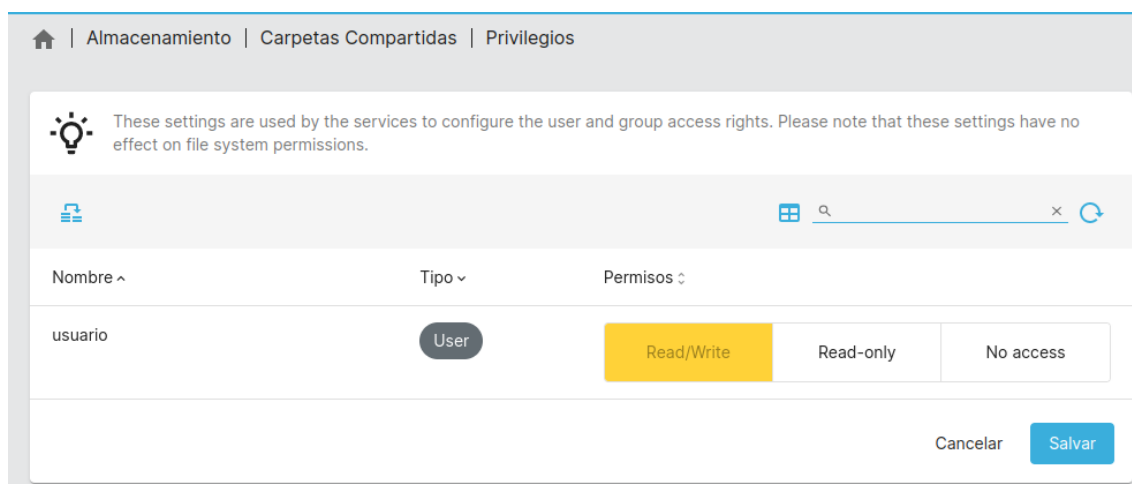 Almacenamiento | Carpetas Compartidas | Privilegios
These settings are used by the services to configure the user and group access rights. Please note that these settings have no
effect on file system permissions.
Nombre Tipo Permisos
usuario User Read/Write Read-only No access
Cancelar Salvar